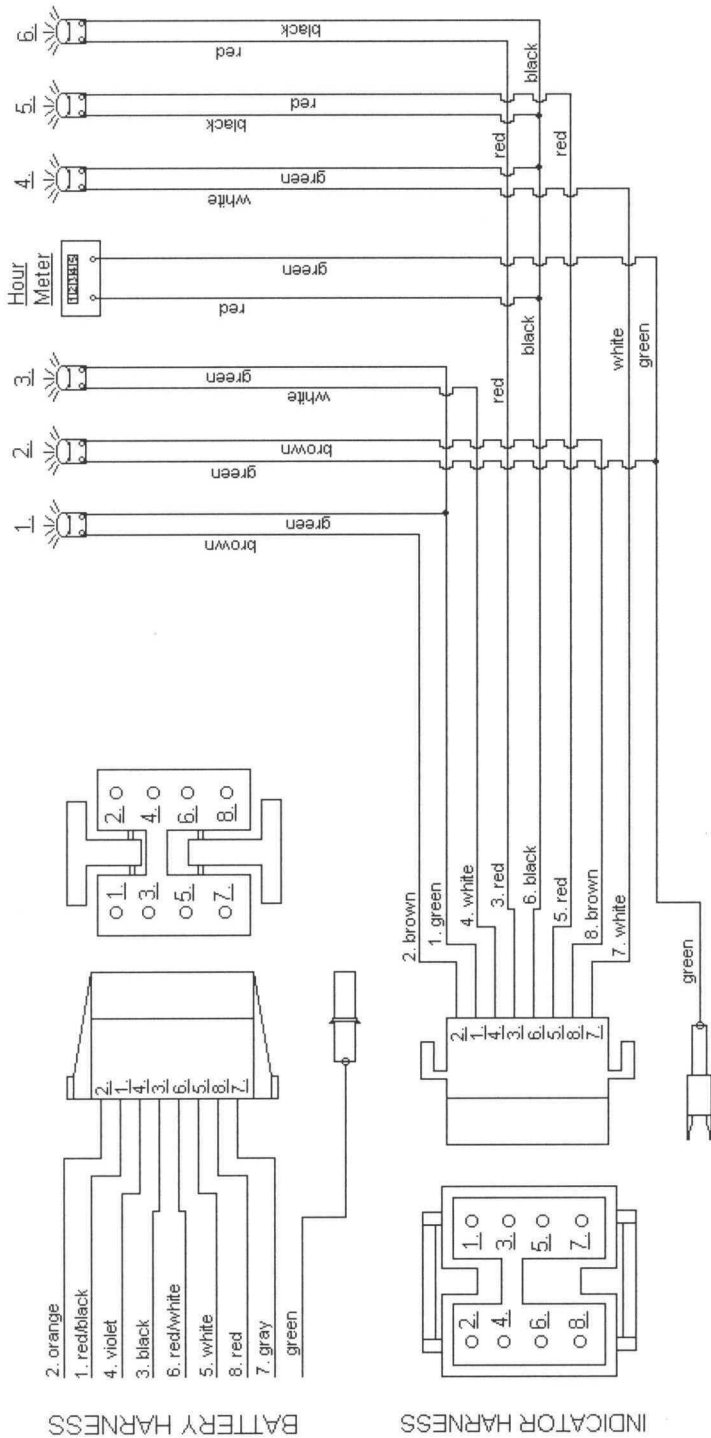 BATTERY HARNESS
2. orange
1. red/black
4. violet
3. black
6. red/white
5. white
8. red
7. gray
green
2.
1.
4.
3.
6.
5.
8.
7.
1.
2.
3.
4.
5.
6.
7.
8.
INDICATOR HARNESS
2.
1.
4.
3.
6.
5.
8.
7.
2.
1.
4.
3.
6.
5.
8.
7.
2. brown
1. green
4. white
3. red
6. black
5. red
8. brown
7. white
green
1.
2.
3.
Hour
Meter
12345
4.
5.
6.
brown
green
green
brown
white
green
red
green
white
green
black
red
red
black
red
black
white
green
red
black
red